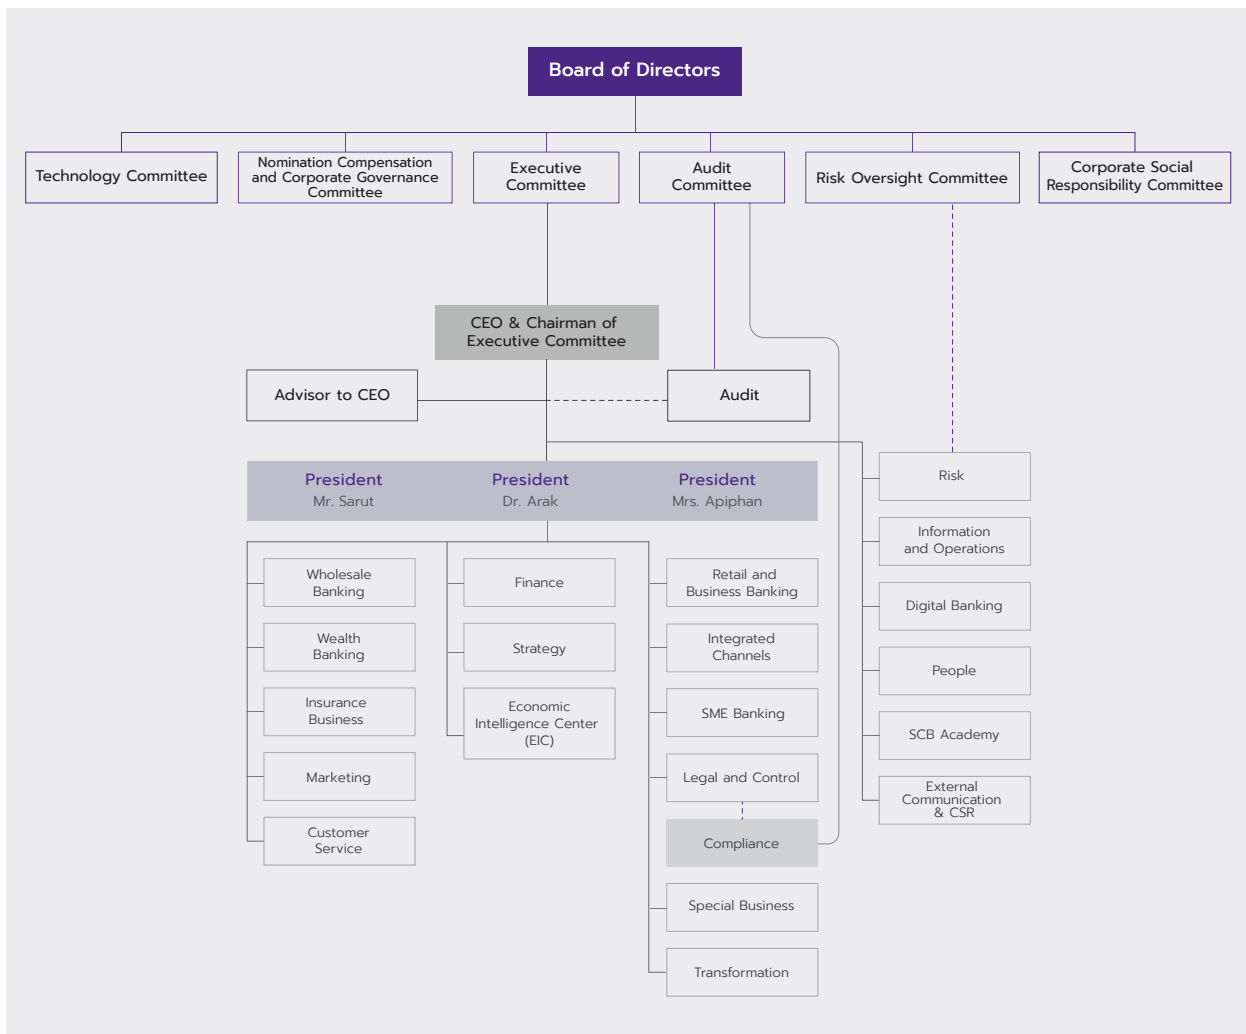 Board of Directors
Technology Committee
Nomination Compensation
and Corporate Governance
Committee
Executive
Committee
Audit
Committee
Risk Oversight Committee
Corporate Social
Responsibility Committee
CEO & Chairman of
Executive Committee
Advisor to CEO
Audit
President
Mr. Sarut
President
Dr. Arak
President
Mrs. Apiphan
Wholesale
Banking
Wealth
Banking
Insurance
Business
Marketing
Customer
Service
Finance
Strategy
Economic
Intelligence Center
(EIC)
Retail and
Business Banking
Integrated
Channels
SME Banking
Legal and Control
Compliance
Special Business
Transformation
Risk
Information
and Operations
Digital Banking
People
SCB Academy
External
Communication
& CSR